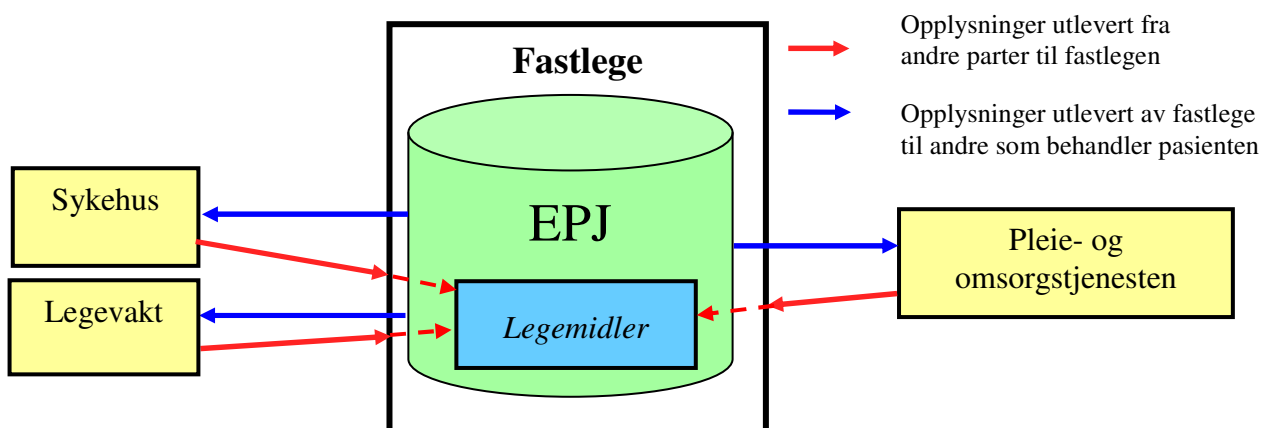 Opplysninger utlevert fra
andre parter til fastlegen
Opplysninger utlevert av fastlege
til andre som behandler pasienten
Fastlege
EPJ
Legemidler
Sykehus
Legevakt
Pleie- og
omsorgstjenesten